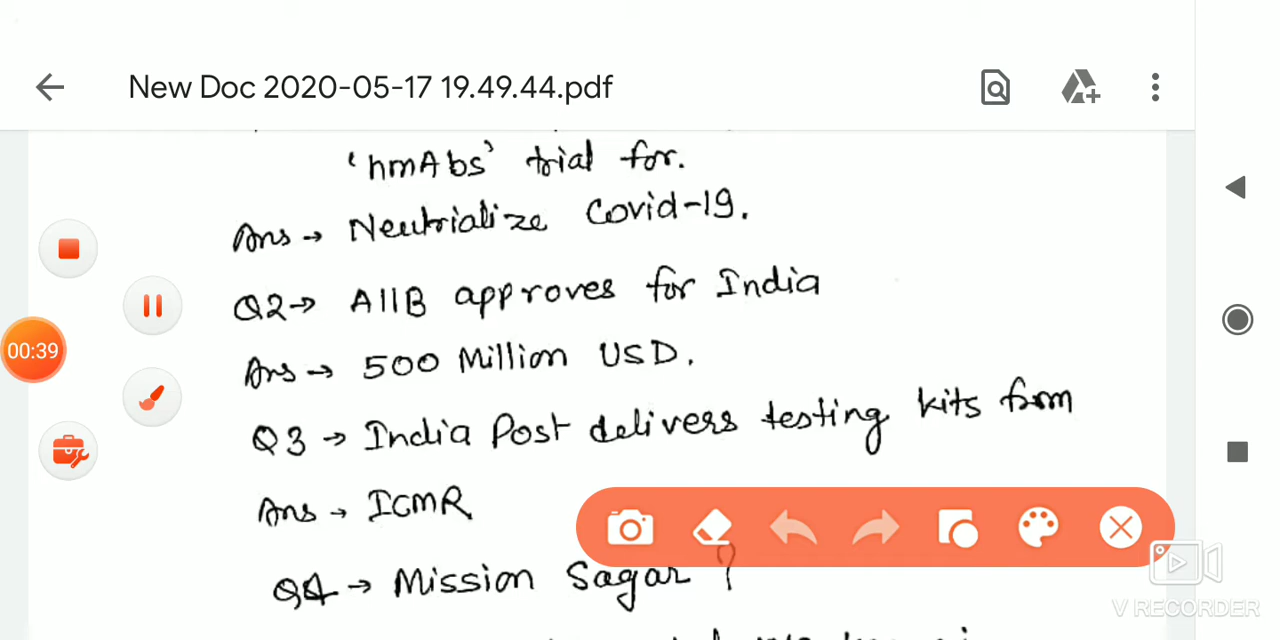 New Doc 2020-05-17 19.49.44.pdf
'hmAbs' trial for.
Ans → Neutrialize Covid-19.
Q2→ AIIB approves for India
Ans → 500 Million USD.
00:39
Q3 → India Post delivers testing kits from
Ans → ICMR
Q4 → Mission Sagar ?
V RECORDER